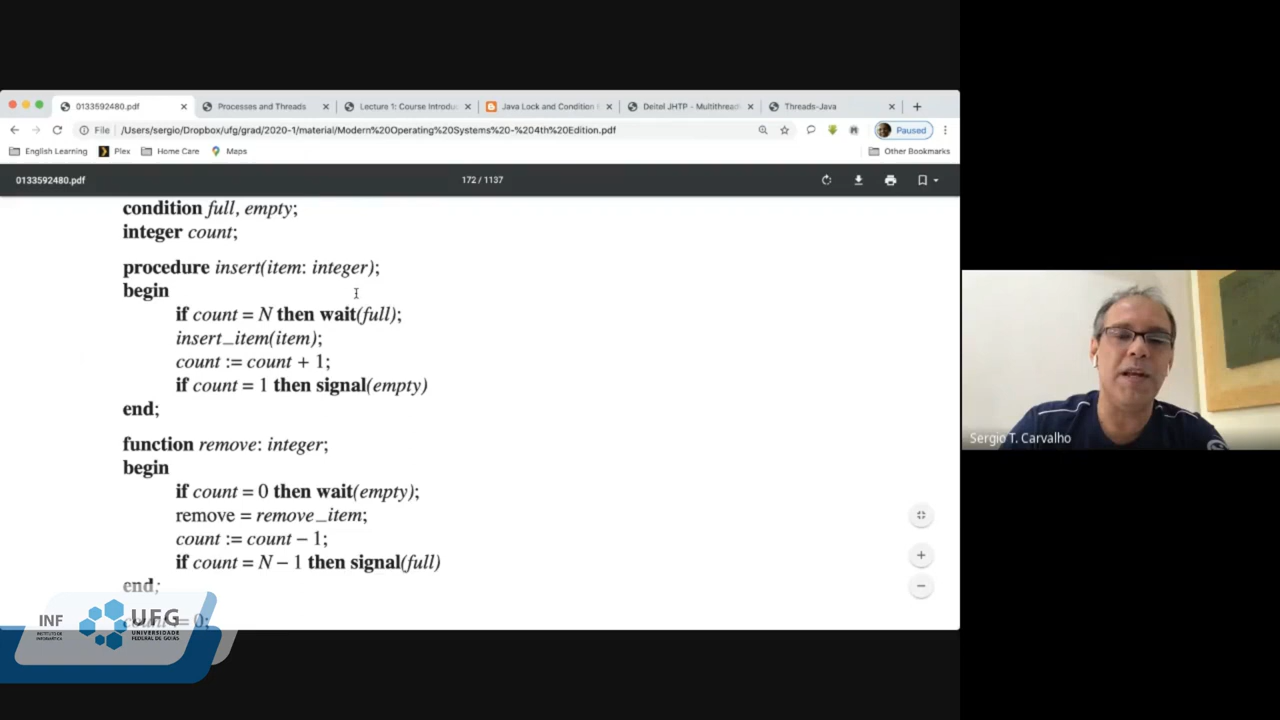 0133592480.pdf
Processes and Threads
Lecture 1: Course Introdu
Java Lock and Condition
Deitel JHTP - Multithread
Threads-Java
File
/Users/sergio/Dropbox/ufg/grad/2020-1/material/Modern%20Operating%20Systems%20-%204th%20Edition.pdf
Paused
English Learning
Plex
Home Care
Maps
Other Bookmarks
0133592480.pdf
172 / 1137
condition full, empty;
integer count;
procedure insert(item: integer);
begin
if count = N then wait(full);
insert_item(item);
count := count + 1;
if count = 1 then signal(empty)
end;
function remove: integer;
begin
if count = 0 then wait(empty);
remove = remove_item;
count := count − 1;
if count = N − 1 then signal(full)
end;
= 0;
INF
INSTITUTO DE
INFORMÁTICA
UFG
UNIVERSIDADE
FEDERAL DE GOIÁS
Sergio T. Carvalho